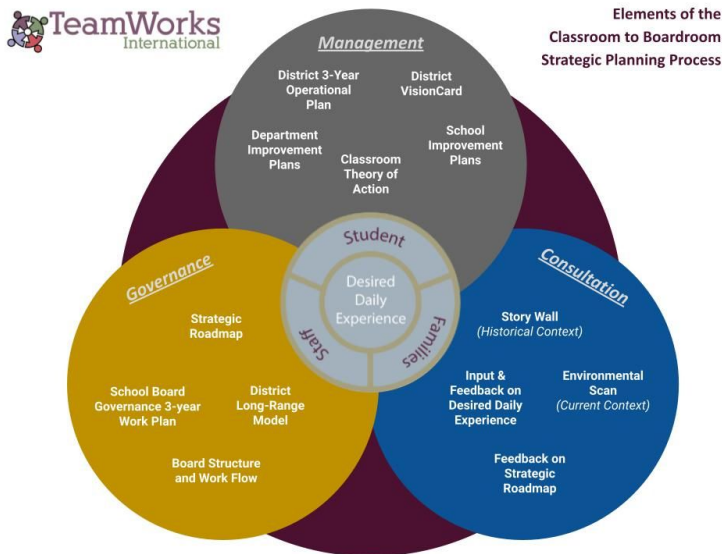 TeamWorks
International
Elements of the
Classroom to Boardroom
Strategic Planning Process
Management
District 3-Year
Operational
Plan
District
VisionCard
Department
Improvement
Plans
Classroom
Theory of
Action
School
Improvement
Plans
Student
Desired
Daily
Experience
Staff
Families
Governance
Strategic
Roadmap
School Board
Governance 3-year
Work Plan
District
Long-Range
Model
Board Structure
and Work Flow
Consultation
Story Wall
(Historical Context)
Input &
Feedback on
Desired Daily
Experience
Environmental
Scan
(Current Context)
Feedback on
Strategic
Roadmap